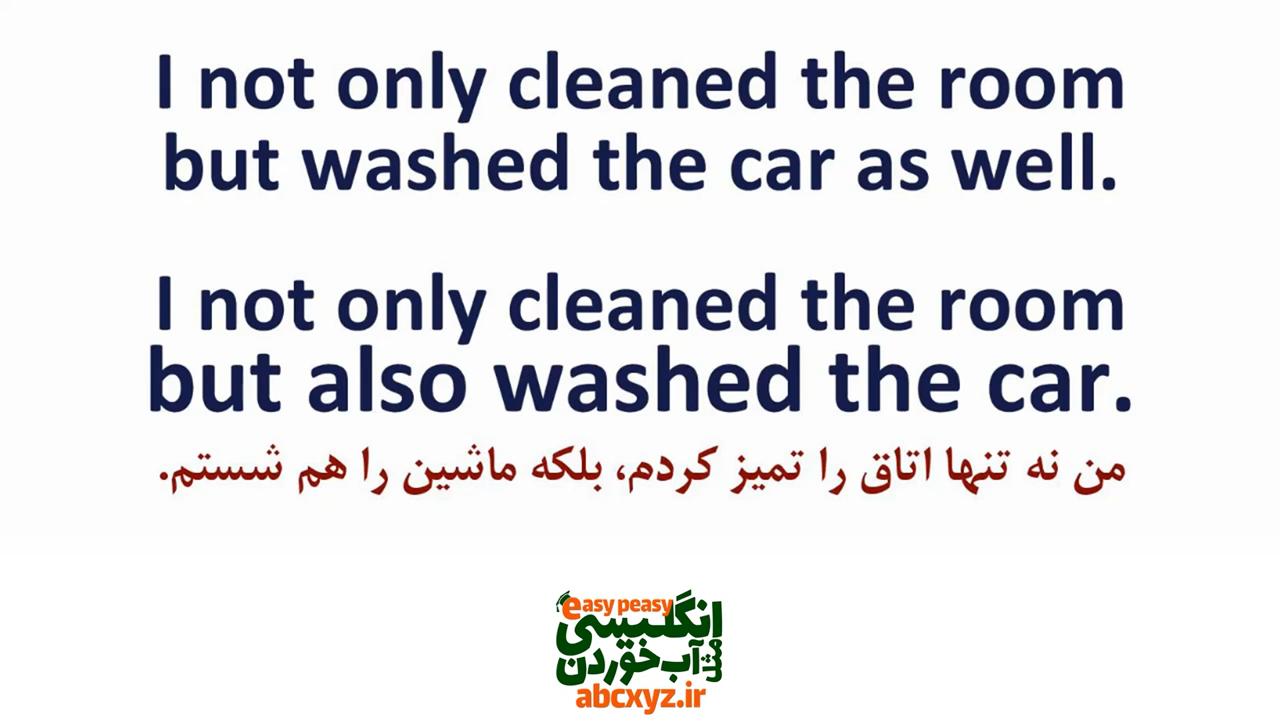 I not only cleaned the room
but washed the car as well.
I not only cleaned the room
but also washed the car.
من نه تنها اتاق را تمیز کردم، بلکه ماشین را هم شستم.
easy peasy
انگلیسی
مثل آب خوردن
abcxyz.ir